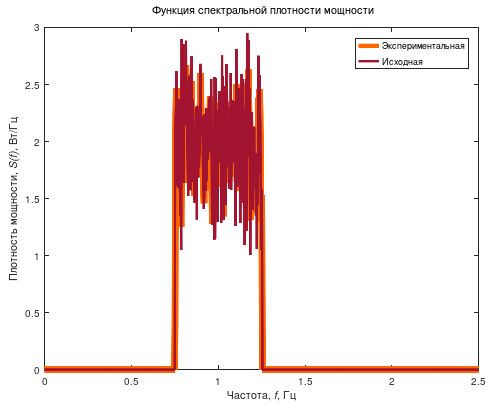 Функция спектральной плотности мощности
Экспериментальная
Исходная
Плотность мощности, S(f), Вт/Гц
3
2.5
2
1.5
1
0.5
0
0 0.5 1 1.5 2 2.5
Частота, f, Гц